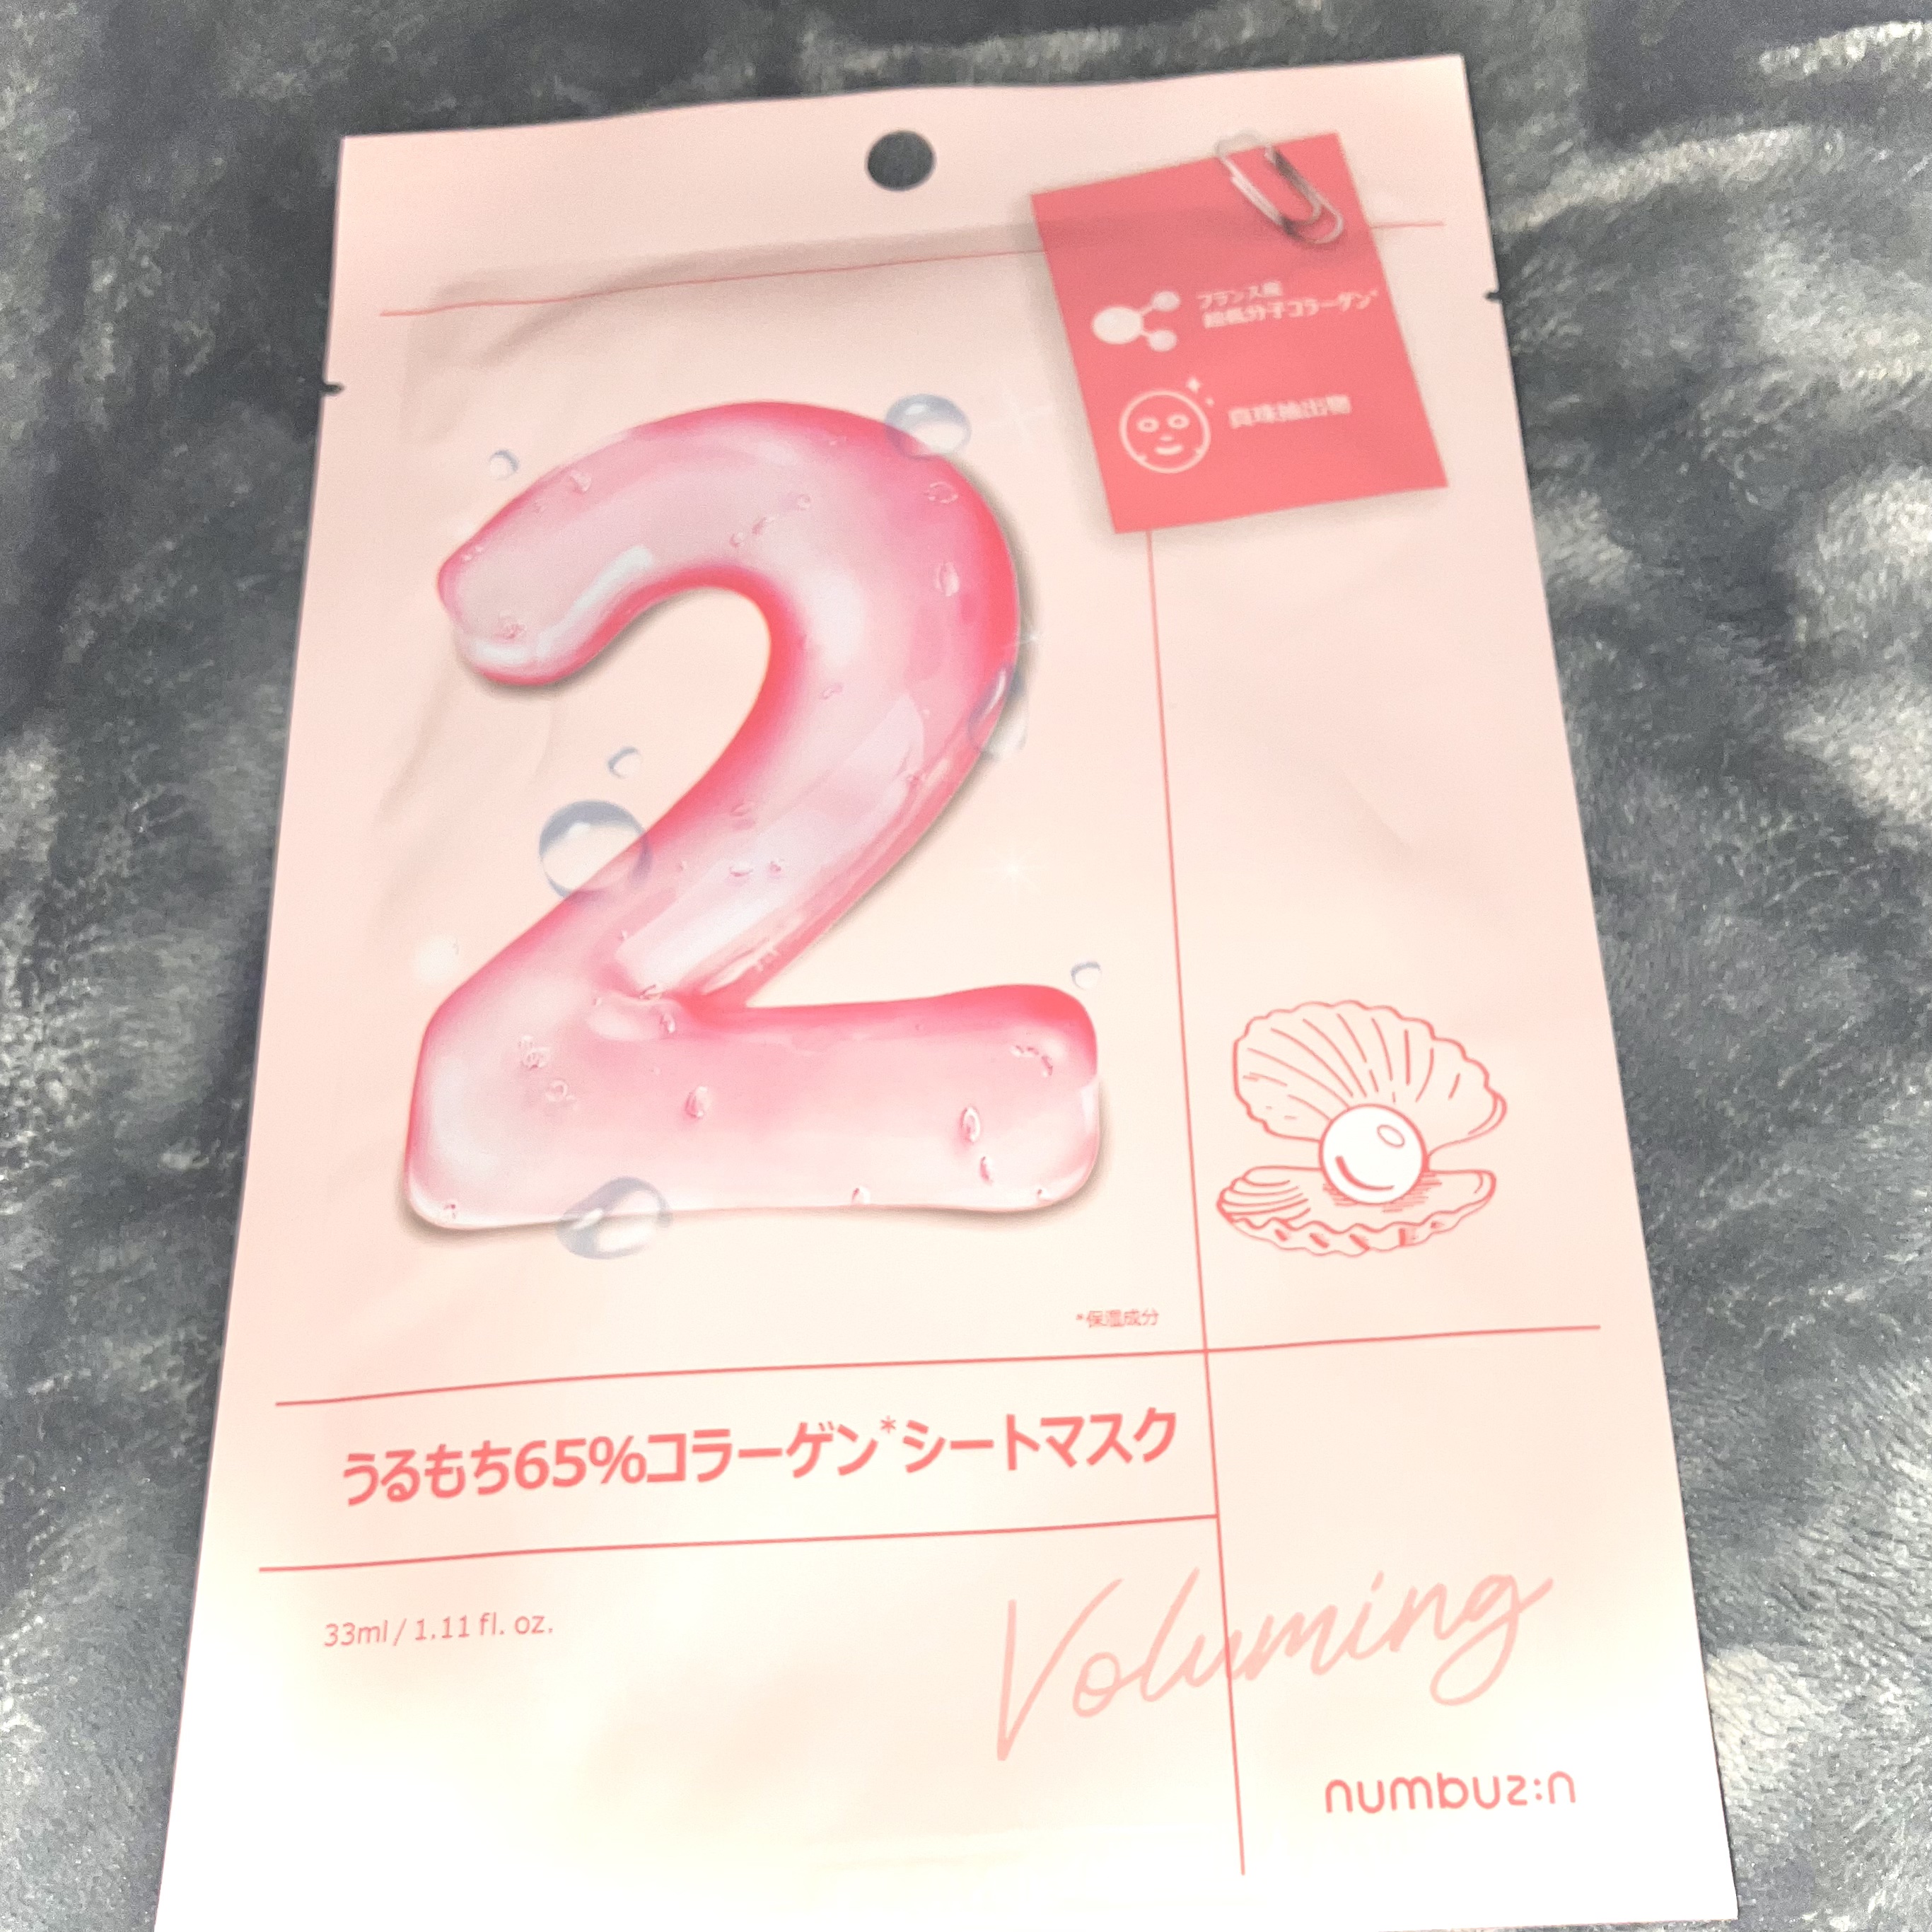 フランス産
超低分子コラーゲン*
真珠抽出物
2
*保湿成分
うるもち65%コラーゲン*シートマスク
33ml / 1.11 fl. oz.
Voluming
numbuz:n